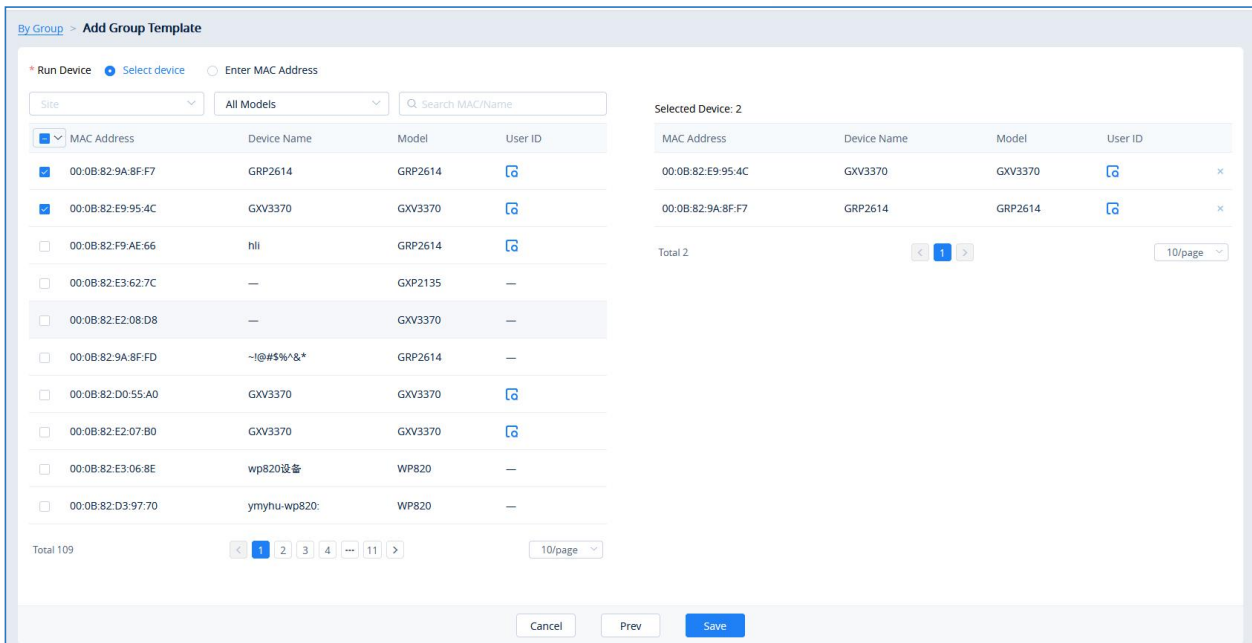 By Group > Add Group Template
* Run Device Select device Enter MAC Address
Site All Models Search MAC/Name
MAC Address Device Name Model User ID
00:0B:82:9A:8F:F7 GRP2614 GRP2614
00:0B:82:E9:95:4C GXV3370 GXV3370
00:0B:82:F9:AE:66 hli GRP2614
00:0B:82:E3:62:7C — GXP2135 —
00:0B:82:E2:08:D8 — GXV3370 —
00:0B:82:9A:8F:FD ~!@#$%^&* GRP2614 —
00:0B:82:D0:55:A0 GXV3370 GXV3370
00:0B:82:E2:07:B0 GXV3370 GXV3370
00:0B:82:E3:06:8E wp820设备 WP820 —
00:0B:82:D3:97:70 ymyhu-wp820: WP820 —
Total 109 < 1 2 3 4 ··· 11 > 10/page
Selected Device: 2
MAC Address Device Name Model User ID
00:0B:82:E9:95:4C GXV3370 GXV3370 ×
00:0B:82:9A:8F:F7 GRP2614 GRP2614 ×
Total 2 < 1 > 10/page
Cancel Prev Save